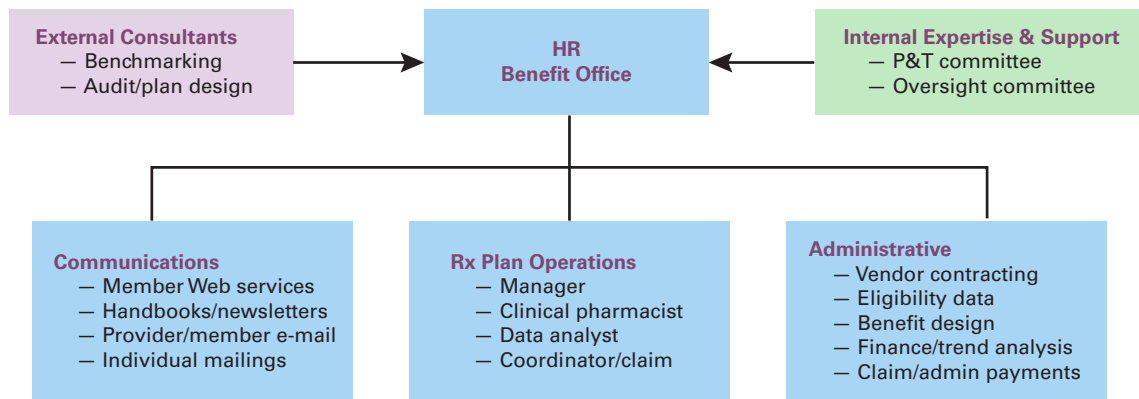 External Consultants
— Benchmarking
— Audit/plan design
HR
Benefit Office
Internal Expertise & Support
— P&T committee
— Oversight committee
Communications
— Member Web services
— Handbooks/newsletters
— Provider/member e-mail
— Individual mailings
Rx Plan Operations
— Manager
— Clinical pharmacist
— Data analyst
— Coordinator/claim
Administrative
— Vendor contracting
— Eligibility data
— Benefit design
— Finance/trend analysis
— Claim/admin payments